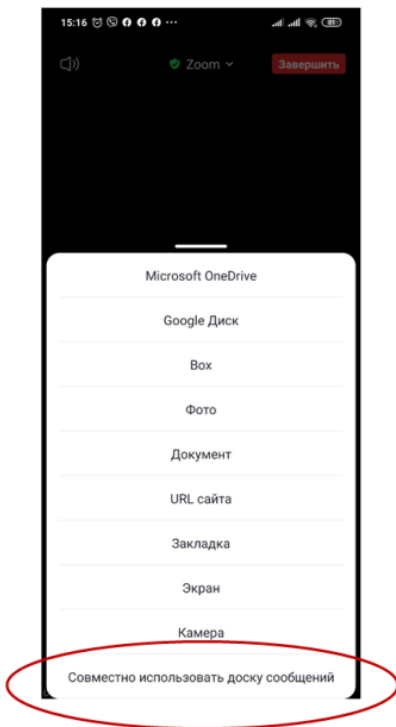 15:16
81
Zoom
Завершить
Microsoft OneDrive
Google Диск
Box
Фото
Документ
URL сайта
Закладка
Экран
Камера
Совместно использовать доску сообщений